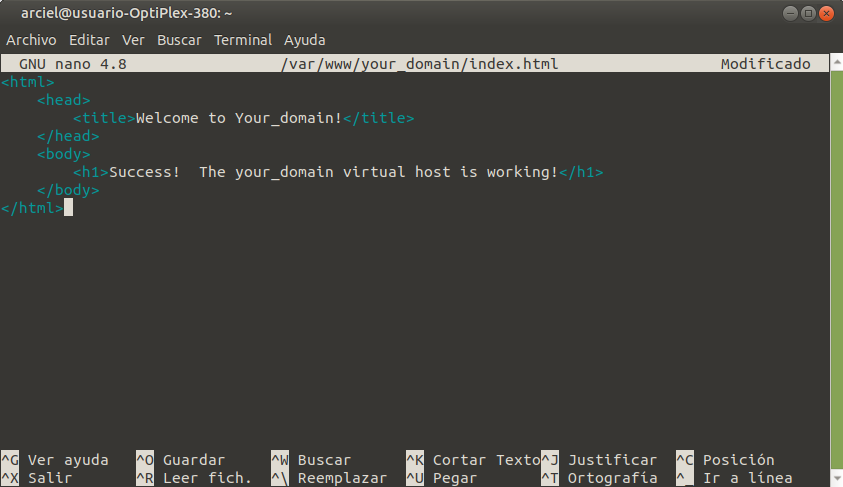 arciel@usuario-OptiPlex-380: ~
Archivo Editar Ver Buscar Terminal Ayuda
GNU nano 4.8 /var/www/your_domain/index.html Modificado
<html>
    <head>
        <title>Welcome to Your_domain!</title>
    </head>
    <body>
        <h1>Success!  The your_domain virtual host is working!</h1>
    </body>
</html>
^G Ver ayuda ^O Guardar ^W Buscar ^K Cortar Texto ^J Justificar ^C Posición
^X Salir ^R Leer fich. ^\ Reemplazar ^U Pegar ^T Ortografía ^_ Ir a línea